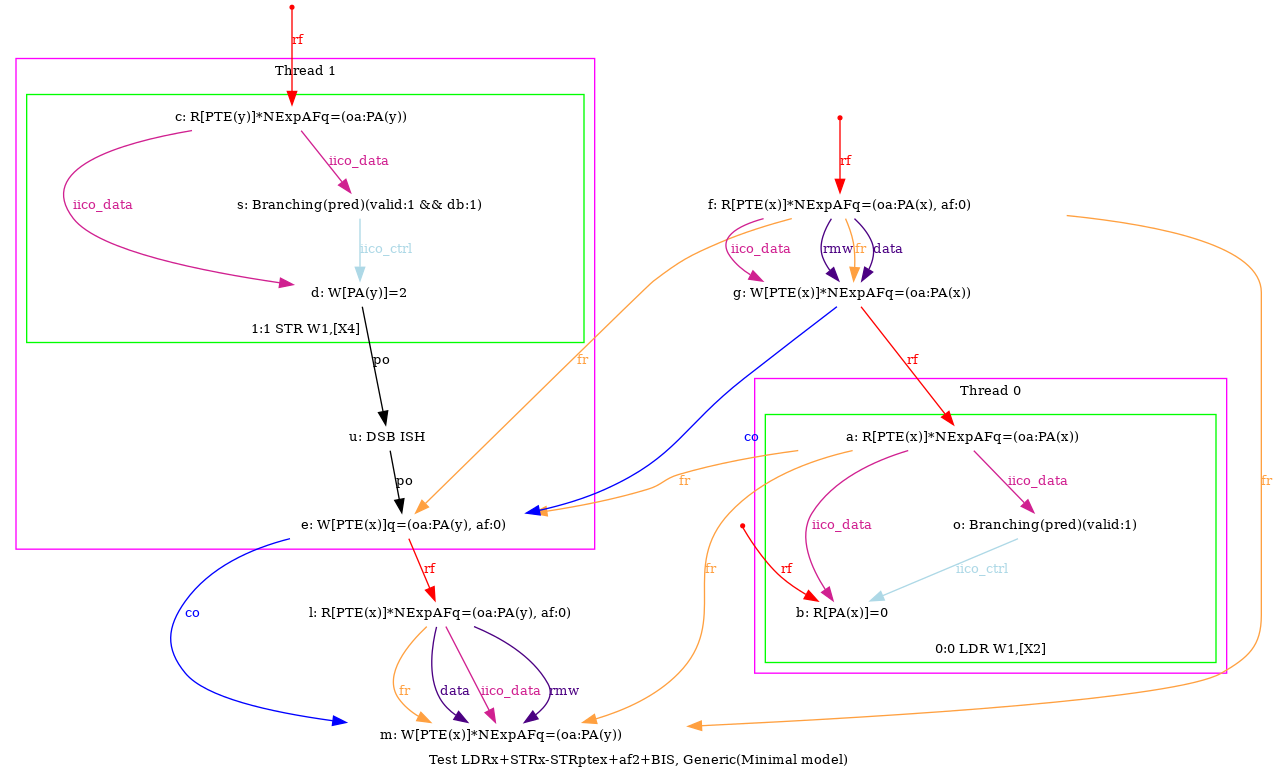 rf
Thread 1
c: R[PTE(y)]*NExpAFq=(oa:PA(y))
rf
iico_data
iico_data
s: Branching(pred)(valid:1 && db:1)
f: R[PTE(x)]*NExpAFq=(oa:PA(x), af:0)
iico_ctrl
iico_data
rmw
fr
data
d: W[PA(y)]=2
g: W[PTE(x)]*NExpAFq=(oa:PA(x))
1:1 STR W1,[X4]
po
fr
rf
Thread 0
u: DSB ISH
co
a: R[PTE(x)]*NExpAFq=(oa:PA(x))
po
fr
iico_data
fr
e: W[PTE(x)]q=(oa:PA(y), af:0)
iico_data
o: Branching(pred)(valid:1)
rf
fr
rf
iico_ctrl
co
l: R[PTE(x)]*NExpAFq=(oa:PA(y), af:0)
b: R[PA(x)]=0
0:0 LDR W1,[X2]
fr
data
iico_data
rmw
m: W[PTE(x)]*NExpAFq=(oa:PA(y))
Test LDRx+STRx-STRptex+af2+BIS, Generic(Minimal model)